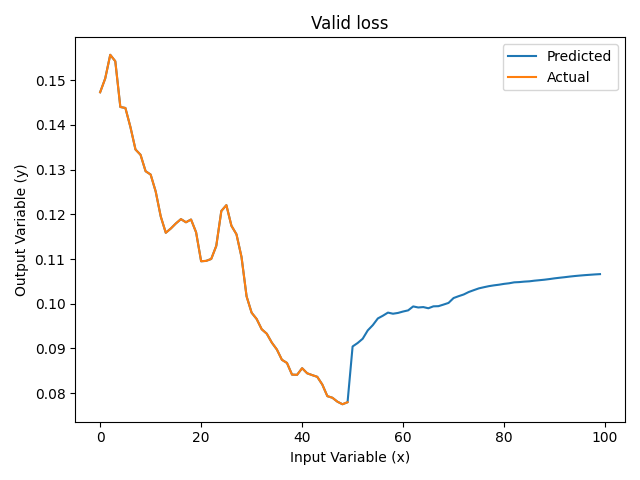 Valid loss
Predicted
Actual
Output Variable (y)
0.15
0.14
0.13
0.12
0.11
0.10
0.09
0.08
0
20
40
60
80
100
Input Variable (x)